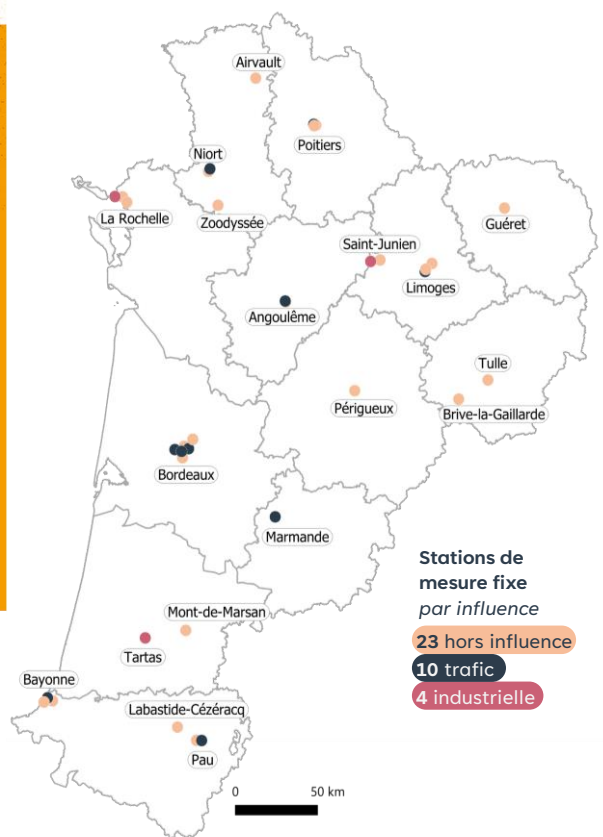 Airvault
Poitiers
Niort
La Rochelle
Zoodyssée
Guéret
Saint-Junien
Limoges
Angoulême
Tulle
Périgueux
Brive-la-Gaillarde
Bordeaux
Marmande
Stations de
mesure fixe
par influence
23 hors influence
10 trafic
4 industrielle
Mont-de-Marsan
Tartas
Bayonne
Labastide-Cézéracq
Pau
0 50 km